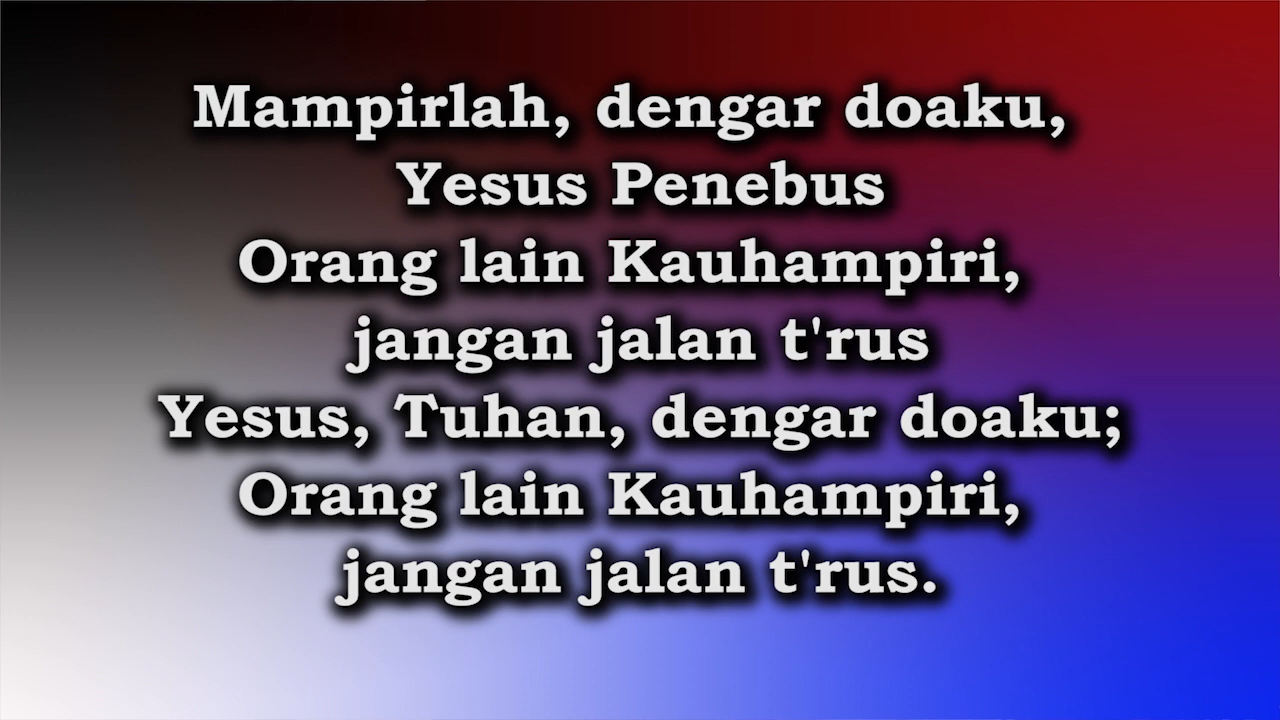 Mampirlah, dengar doaku,
Yesus Penebus
Orang lain Kauhampiri,
jangan jalan t'rus
Yesus, Tuhan, dengar doaku;
Orang lain Kauhampiri,
jangan jalan t'rus.